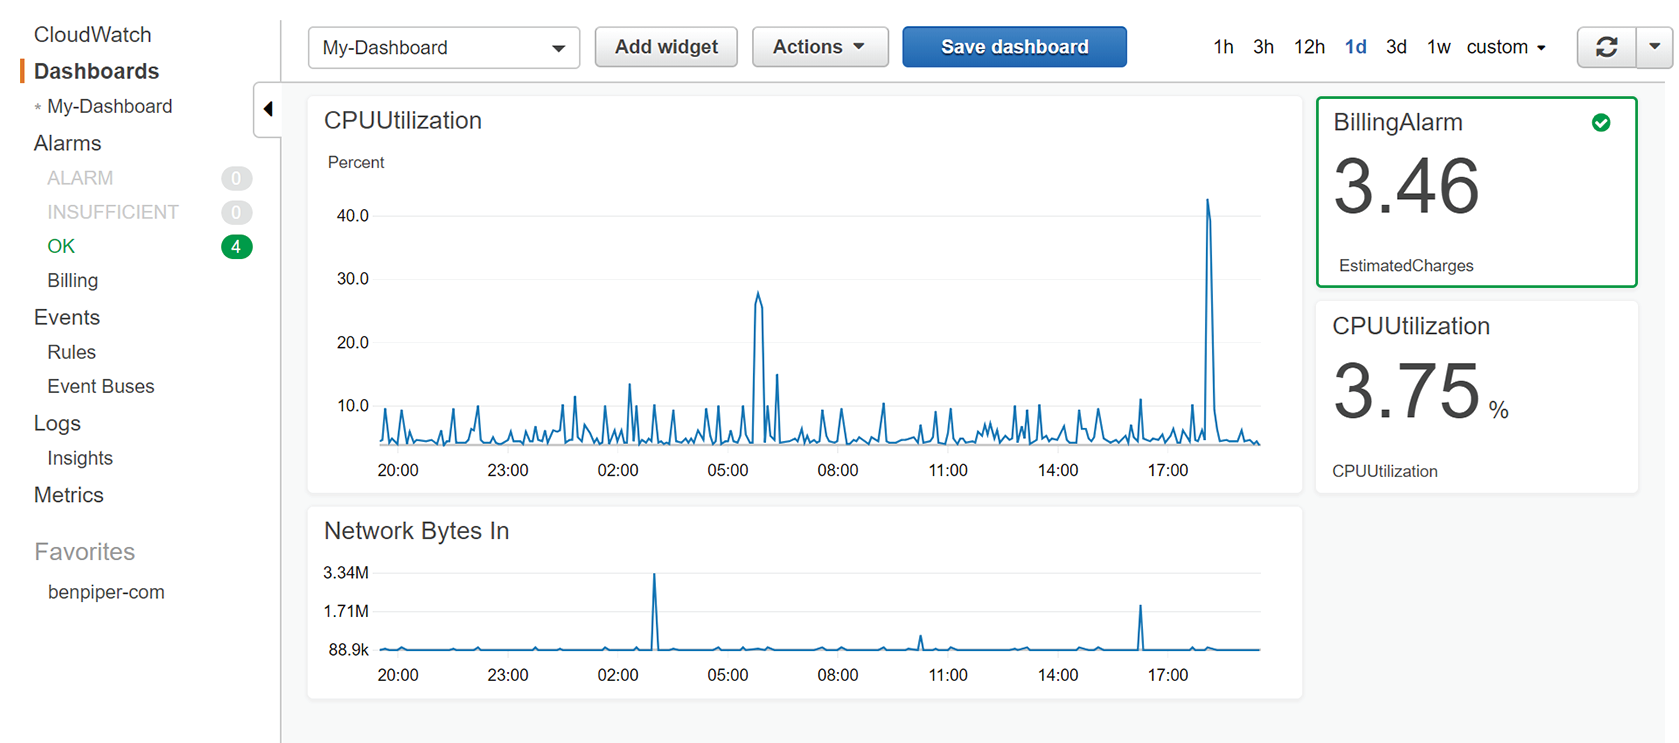 CloudWatch
Dashboards
* My-Dashboard
Alarms
ALARM 0
INSUFFICIENT 0
OK 4
Billing
Events
Rules
Event Buses
Logs
Insights
Metrics
Favorites
benpiper-com
My-Dashboard Add widget Actions Save dashboard 1h 3h 12h 1d 3d 1w custom
CPUUtilization
Percent
40.0
30.0
20.0
10.0
20:00 23:00 02:00 05:00 08:00 11:00 14:00 17:00
BillingAlarm
3.46
EstimatedCharges
CPUUtilization
3.75 %
CPUUtilization
Network Bytes In
3.34M
1.71M
88.9k
20:00 23:00 02:00 05:00 08:00 11:00 14:00 17:00